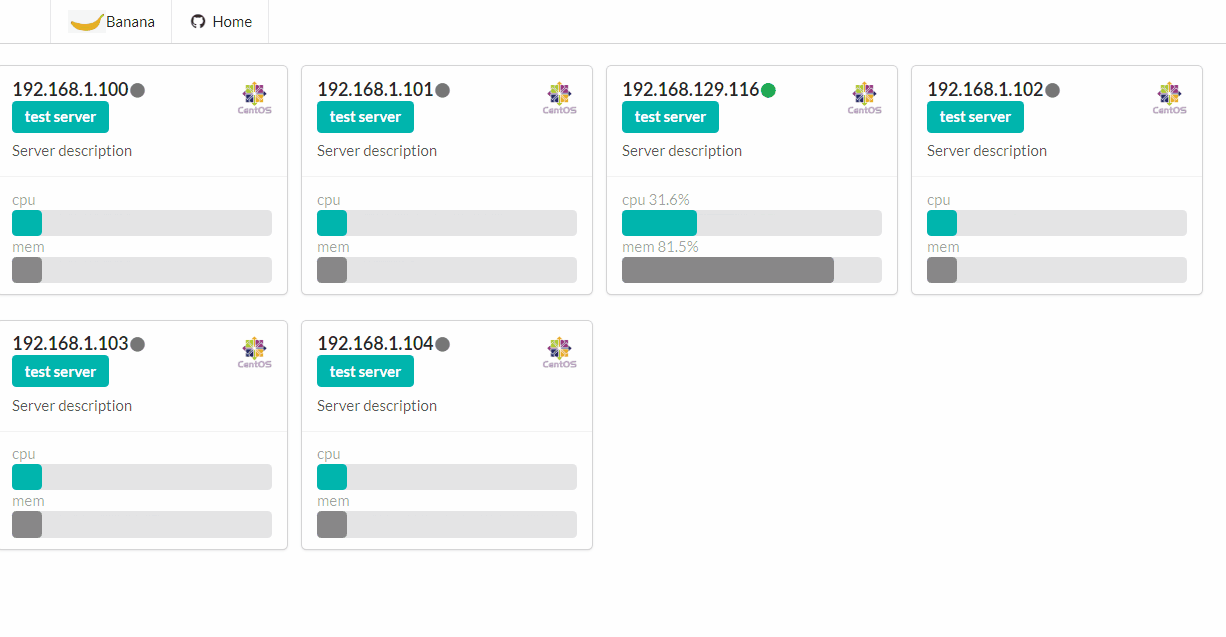 Banana Home
192.168.1.100
CentOS
test server
Server description
cpu
mem
192.168.1.101
CentOS
test server
Server description
cpu
mem
192.168.129.116
CentOS
test server
Server description
cpu 31.6%
mem 81.5%
192.168.1.102
CentOS
test server
Server description
cpu
mem
192.168.1.103
CentOS
test server
Server description
cpu
mem
192.168.1.104
CentOS
test server
Server description
cpu
mem